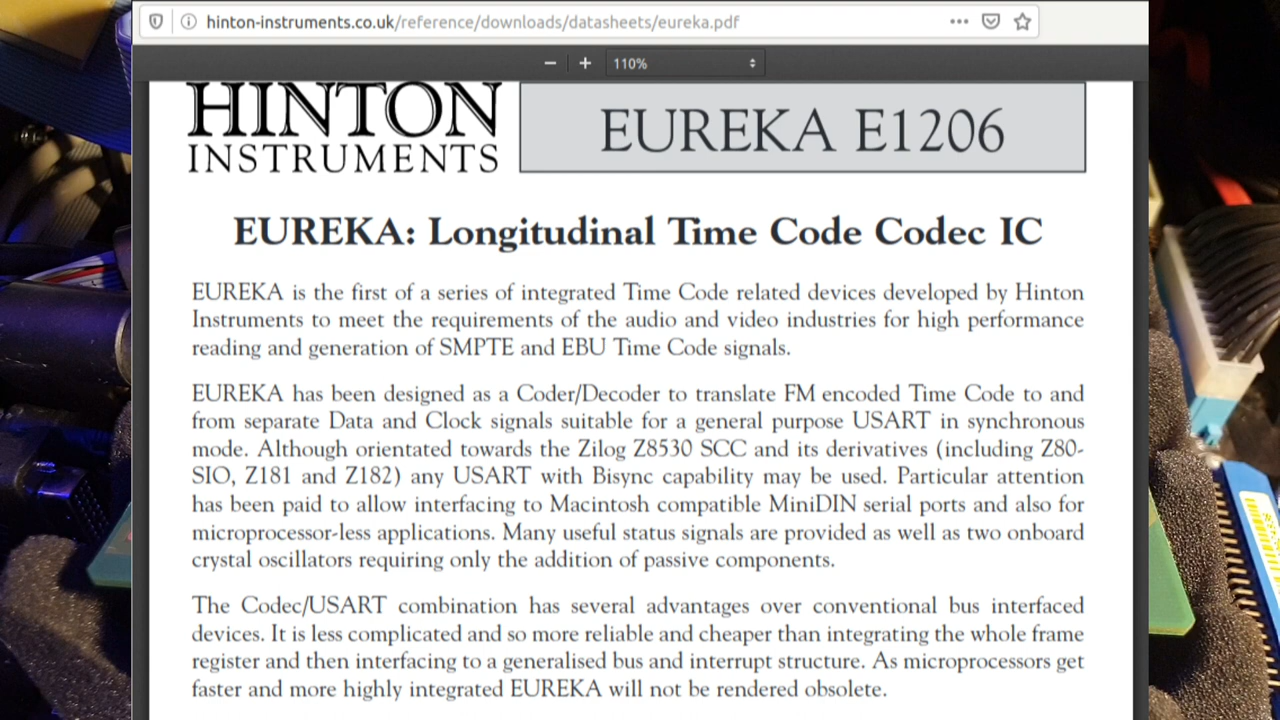 hinton-instruments.co.uk/reference/downloads/datasheets/eureka.pdf
110%
HINTON
INSTRUMENTS
EUREKA E1206
EUREKA: Longitudinal Time Code Codec IC
EUREKA is the first of a series of integrated Time Code related devices developed by Hinton
Instruments to meet the requirements of the audio and video industries for high performance
reading and generation of SMPTE and EBU Time Code signals.
EUREKA has been designed as a Coder/Decoder to translate FM encoded Time Code to and
from separate Data and Clock signals suitable for a general purpose USART in synchronous
mode. Although orientated towards the Zilog Z8530 SCC and its derivatives (including Z80-
SIO, Z181 and Z182) any USART with Bisync capability may be used. Particular attention
has been paid to allow interfacing to Macintosh compatible MiniDIN serial ports and also for
microprocessor-less applications. Many useful status signals are provided as well as two onboard
crystal oscillators requiring only the addition of passive components.
The Codec/USART combination has several advantages over conventional bus interfaced
devices. It is less complicated and so more reliable and cheaper than integrating the whole frame
register and then interfacing to a generalised bus and interrupt structure. As microprocessors get
faster and more highly integrated EUREKA will not be rendered obsolete.